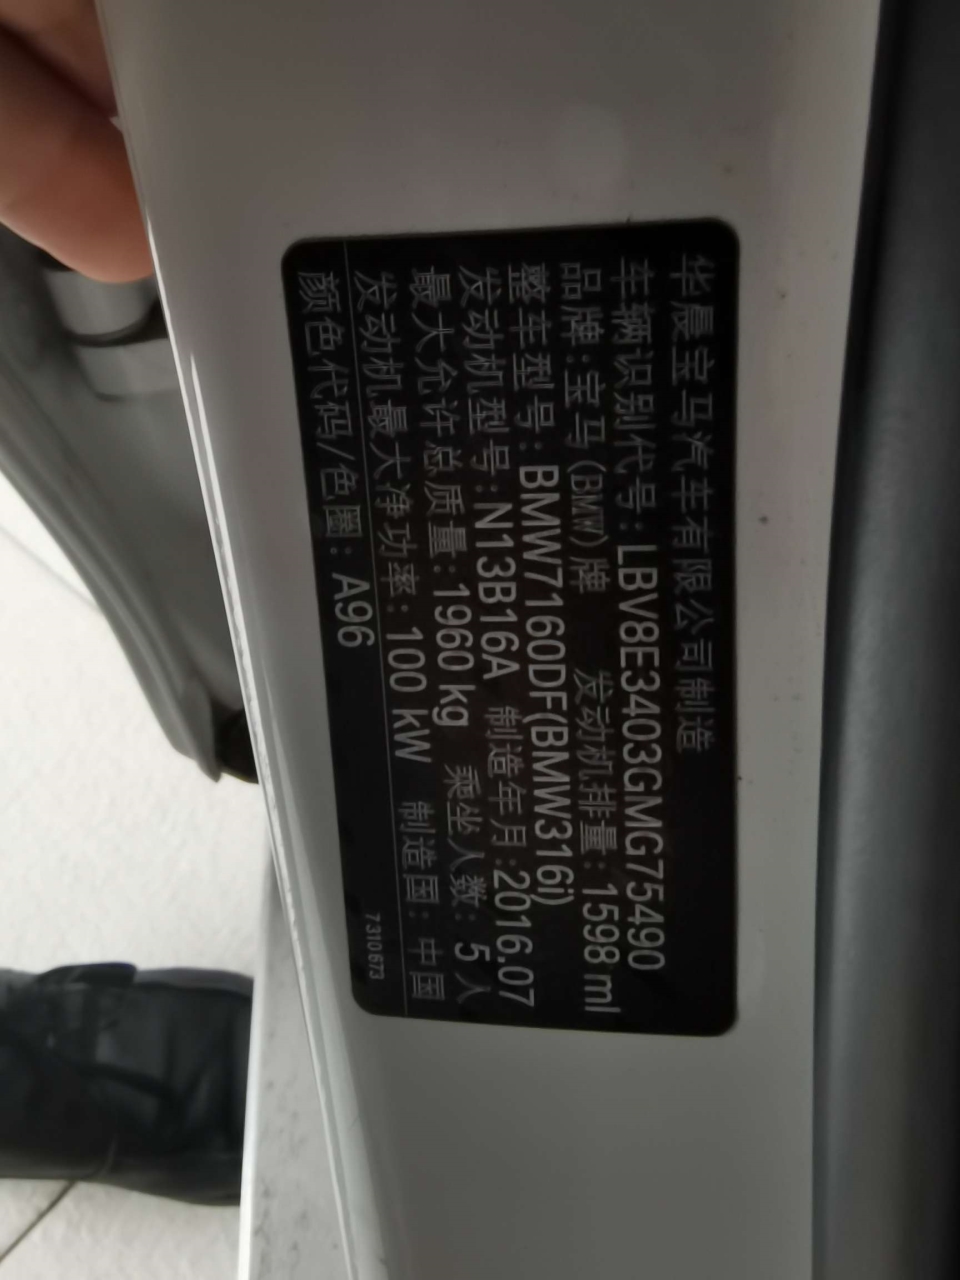 华晨宝马汽车有限公司制造
车辆识别代号:LBV8E3403GMG75490
品牌:宝马(BMW)牌 发动机排量:1598 ml
整车型号:BMW7160DF(BMW316i)
发动机型号:N13B16A 制造年月:2016.07
最大允许总质量:1960 kg 乘坐人数:5人
发动机最大净功率:100 kW 制造国:中国
颜色代码/色圈:A96 7310673